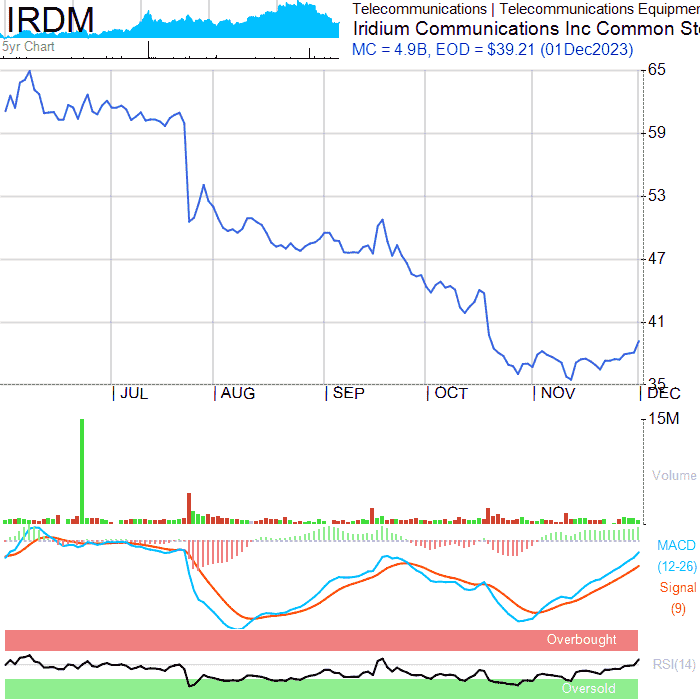 IRDM
5yr Chart
Telecommunications | Telecommunications Equipmen
Iridium Communications Inc Common Sto
MC = 4.9B, EOD = $39.21 (01Dec2023)
65
59
53
47
41
35
JUL
AUG
SEP
OCT
NOV
DEC
15M
Volume
MACD
(12-26)
Signal
(9)
Overbought
RSI(14)
Oversold